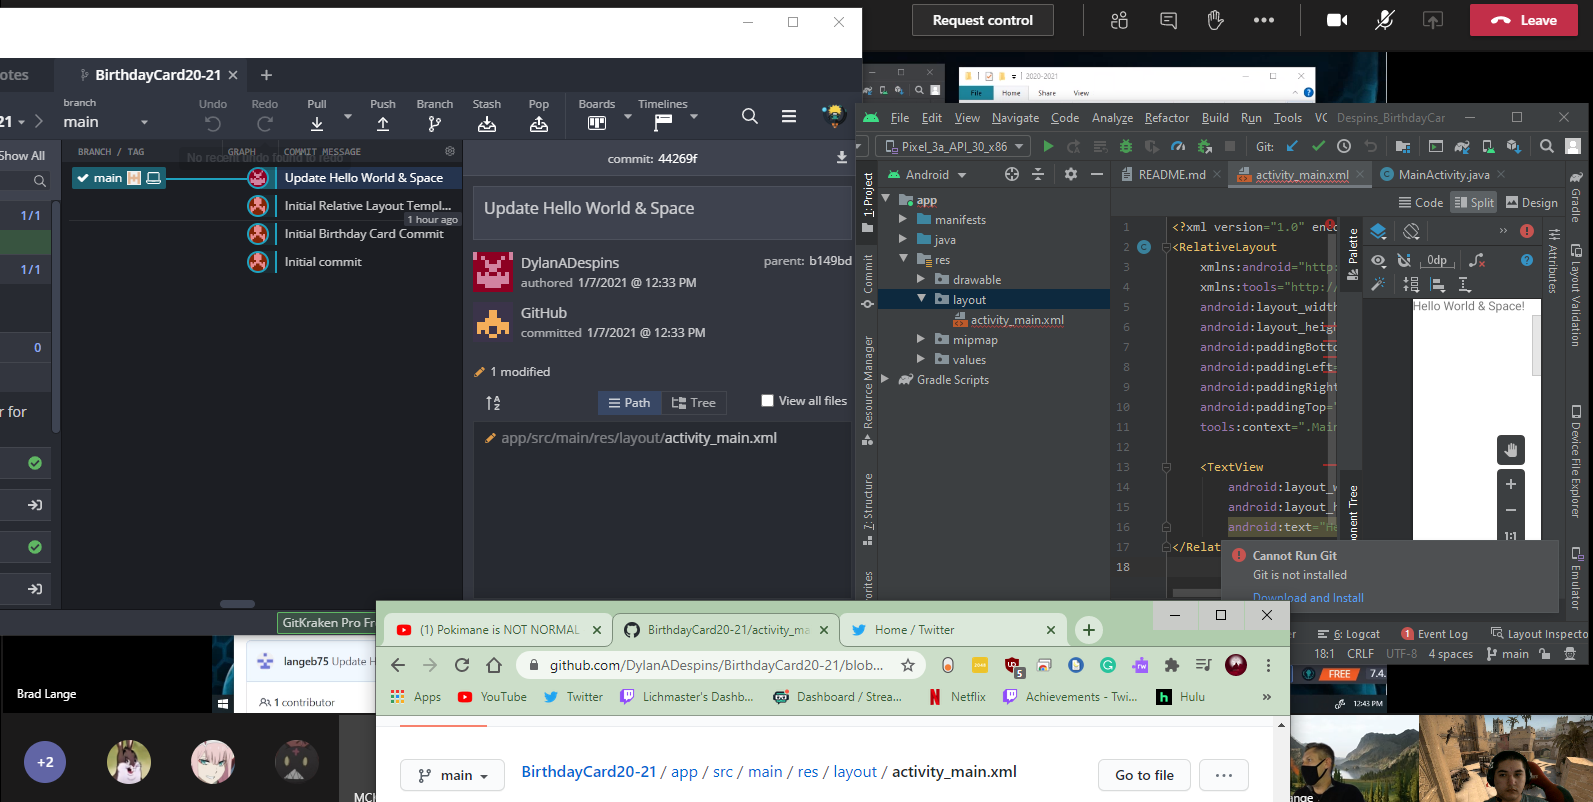 Request control
Leave
otes
BirthdayCard20-21
21
branch
main
Undo
Redo
Pull
Push
Branch
Stash
Pop
Boards
Timelines
Show All
1/1
1/1
0
r for
BRANCH / TAG
GRAPH
COMMIT MESSAGE
No recent undo found to redo
main
Update Hello World & Space
Initial Relative Layout Templ...
1 hour ago
Initial Birthday Card Commit
Initial commit
commit: 44269f
Update Hello World & Space
DylanADespins
authored 1/7/2021 @ 12:33 PM
parent: b149bd
GitHub
committed 1/7/2021 @ 12:33 PM
1 modified
Path
Tree
View all files
app/src/main/res/layout/activity_main.xml
GitKraken Pro Fr
2020-2021
File
Home
Share
View
File Edit View Navigate Code Analyze Refactor Build Run Tools VC Despins_BirthdayCar
Pixel_3a_API_30_x86
Git:
1: Project
Commit
Resource Manager
7: Structure
Android
app
manifests
java
res
drawable
layout
activity_main.xml
mipmap
values
Gradle Scripts
README.md
activity_main.xml
MainActivity.java
Code
Split
Design
1 <?xml version="1.0" enco
2 <RelativeLayout
3 xmlns:android="http:
4 xmlns:tools="http:/
5 android:layout_width
6 android:layout_heig
7 android:paddingBotto
8 android:paddingLeft=
9 android:paddingRight
10 android:paddingTop="
11 tools:context=".Mai
12
13 <TextView
14 android:layout_w
15 android:layout_h
16 android:text="He
17 </Relat
18
Palette
ponent Tree
0dp
Hello World & Space!
1:1
Gradle
Attributes
Layout Validation
Device File Explorer
Emulator
Cannot Run Git
Git is not installed
Download and Install
6: Logcat
1 Event Log
Layout Inspecto
18:1 CRLF UTF-8 4 spaces main
(1) Pokimane is NOT NORMAL
BirthdayCard20-21/activity_ma
Home / Twitter
github.com/DylanADespins/BirthdayCard20-21/blob...
5
Apps
YouTube
Twitter
Lichmaster's Dashb...
Dashboard / Strea...
Netflix
Achievements - Twi...
Hulu
main
BirthdayCard20-21 / app / src / main / res / layout / activity_main.xml
Go to file
langeb75 Update H
1 contributor
Brad Lange
+2
MCH
FREE
7.4.
12:43 PM
ange